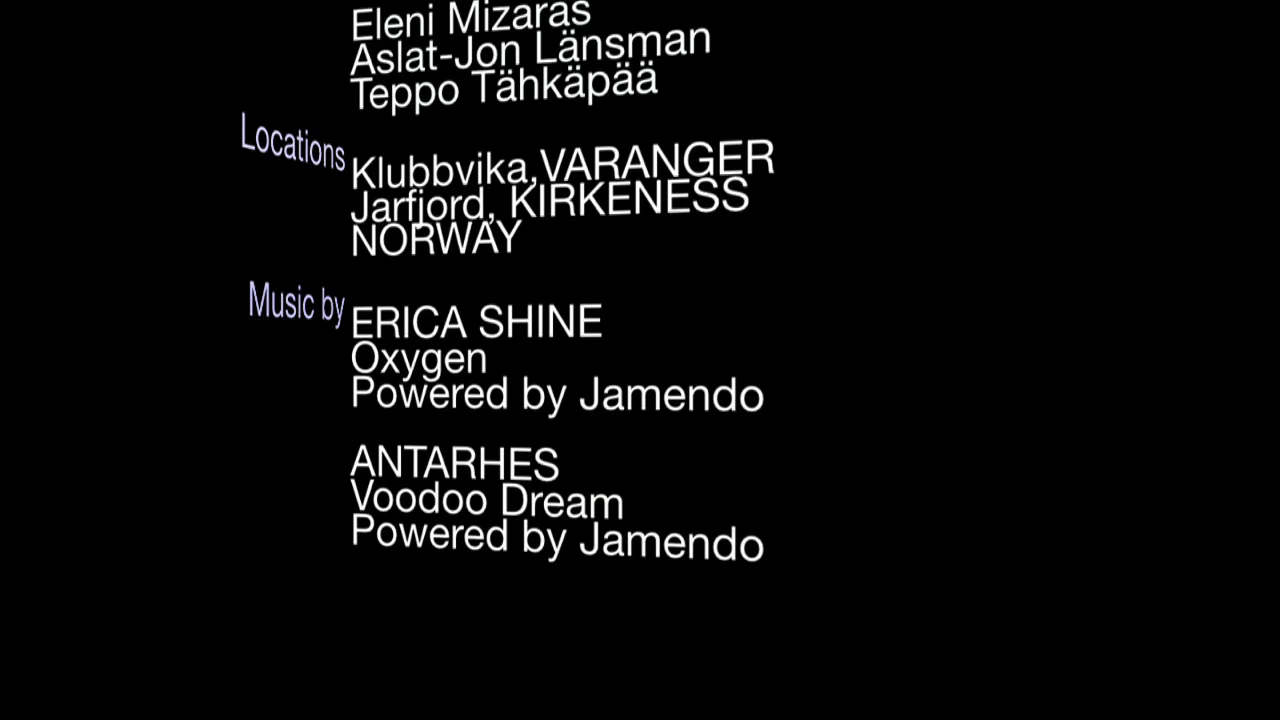 Eleni Mizaras
Aslat-Jon Länsman
Teppo Tähkäpää
Locations
Klubbvika,VARANGER
Jarfjord, KIRKENESS
NORWAY
Music by
ERICA SHINE
Oxygen
Powered by Jamendo
ANTARHES
Voodoo Dream
Powered by Jamendo